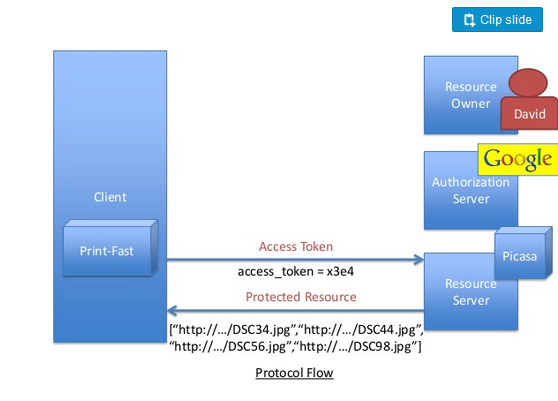 Clip slide
Resource
Owner
David
Google
Authorization
Server
Client
Print-Fast
Access Token
access_token = x3e4
Picasa
Resource
Server
Protected Resource
[“http://.../DSC34.jpg”,“http://.../DSC44.jpg”,
“http://.../DSC56.jpg”,“http://.../DSC98.jpg”]
Protocol Flow